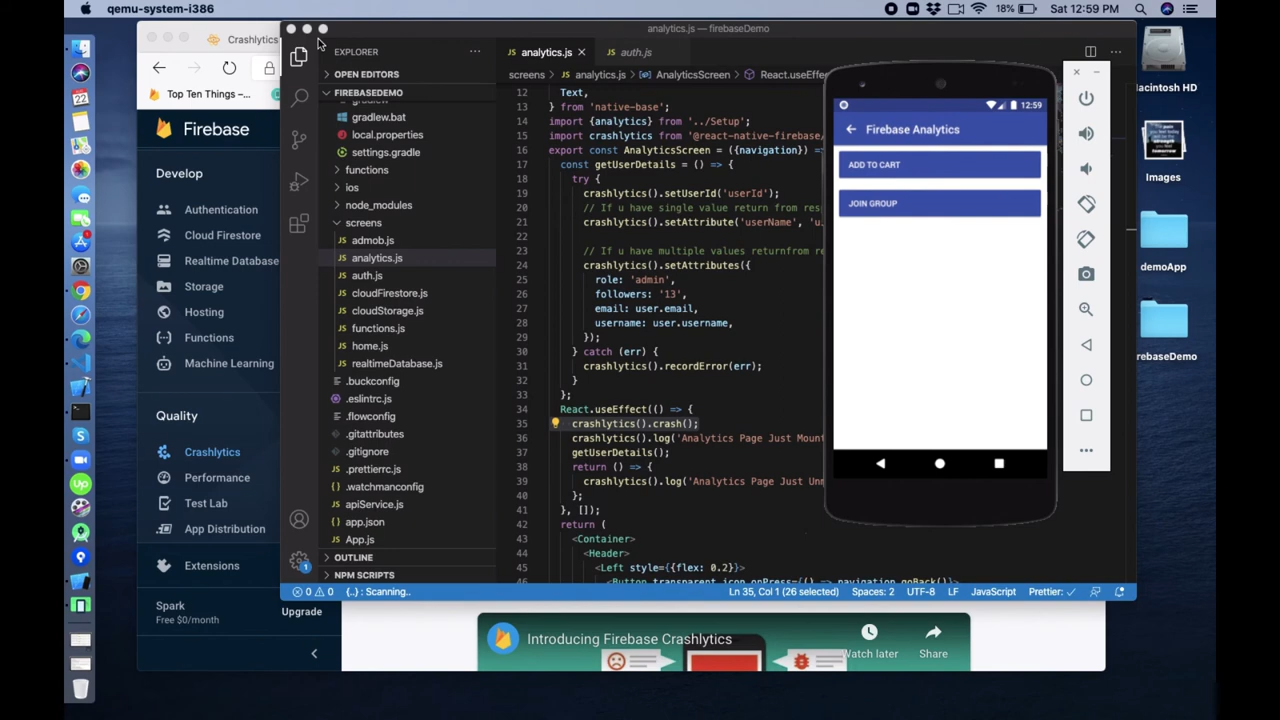 qemu-system-i386
18%
Sat 12:59 PM
Crashlytics
Top Ten Things –...
Firebase
Develop
Authentication
Cloud Firestore
Realtime Database
Storage
Hosting
Functions
Machine Learning
Quality
Crashlytics
Performance
Test Lab
App Distribution
Extensions
Spark
Free $0/month
Upgrade
analytics.js — firebaseDemo
EXPLORER
OPEN EDITORS
FIREBASEDEMO
gradlew
gradlew.bat
local.properties
settings.gradle
functions
ios
node_modules
screens
admob.js
analytics.js
auth.js
cloudFirestore.js
cloudStorage.js
functions.js
home.js
realtimeDatabase.js
.buckconfig
.eslintrc.js
.flowconfig
.gitattributes
.gitignore
.prettierrc.js
.watchmanconfig
apiService.js
app.json
App.js
OUTLINE
NPM SCRIPTS
analytics.js
auth.js
screens > analytics.js > AnalyticsScreen > React.useEffe
12 Text,
13 } from 'native-base';
14 import {analytics} from '../Setup';
15 import crashlytics from '@react-native-firebase/
16 export const AnalyticsScreen = ({navigation}) =>
17 const getUserDetails = () => {
18 try {
19 crashlytics().setUserId('userId');
20 // If u have single value return from res
21 crashlytics().setAttribute('userName', 'u
22
23 // If u have multiple values returnfrom re
24 crashlytics().setAttributes({
25 role: 'admin',
26 followers: '13',
27 email: user.email,
28 username: user.username,
29 });
30 } catch (err) {
31 crashlytics().recordError(err);
32 }
33 };
34 React.useEffect(() => {
35 crashlytics().crash();
36 crashlytics().log('Analytics Page Just Mount
37 getUserDetails();
38 return () => {
39 crashlytics().log('Analytics Page Just Unm
40 };
41 }, []);
42 return (
43 <Container>
44 <Header>
45 <Left style={{flex: 0.2}}>
46 <Button transparent icon onPress={() => navigation.goBack()}>
0 0 {..} : Scanning..
Ln 35, Col 1 (26 selected)
Spaces: 2
UTF-8
LF
JavaScript
Prettier: ✓
12:59
Firebase Analytics
ADD TO CART
JOIN GROUP
Macintosh HD
Images
demoApp
irebaseDemo
Introducing Firebase Crashlytics
Watch later
Share